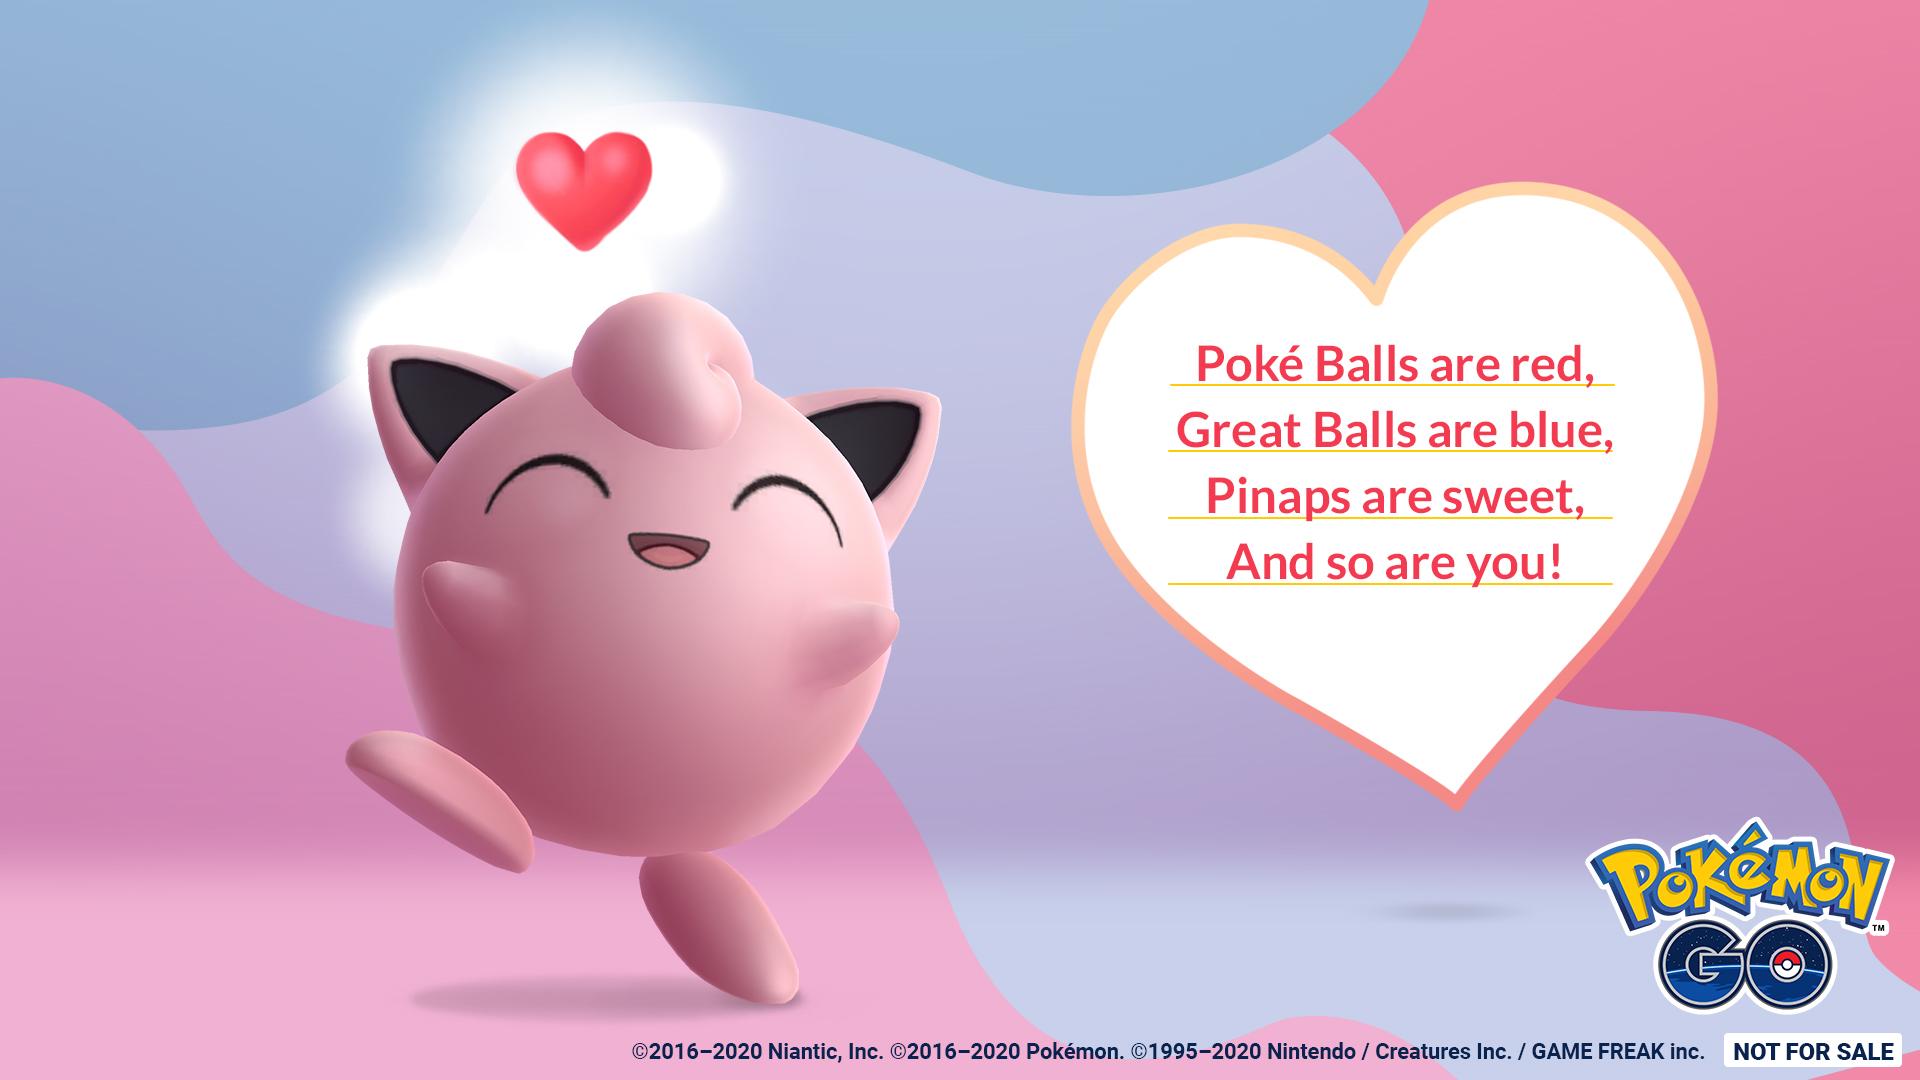 Poké Balls are red,
Great Balls are blue,
Pinaps are sweet,
And so are you!
POKéMON
TM
GO
©2016–2020 Niantic, Inc. ©2016–2020 Pokémon. ©1995–2020 Nintendo / Creatures Inc. / GAME FREAK inc.
NOT FOR SALE